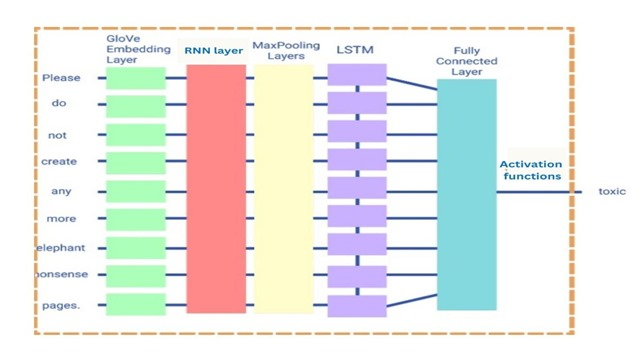 GloVe
Embedding
Layer
RNN layer
MaxPooling
Layers
LSTM
Fully
Connected
Layer
Please
do
not
create
any
more
elephant
nonsense
pages.
Activation
functions
toxic